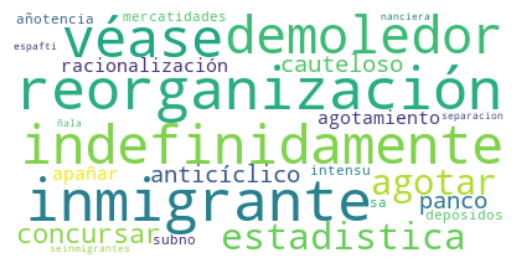 añotencia mercatidades nanciera
espafti véase demoledor
racionalización cauteloso
reorganización
ñala agotamiento separacion
indefinidamente
apañar anticíclico intensu agotar
inmigrante sa panco
concursar subno estadistica depósidos
seinmigrantes